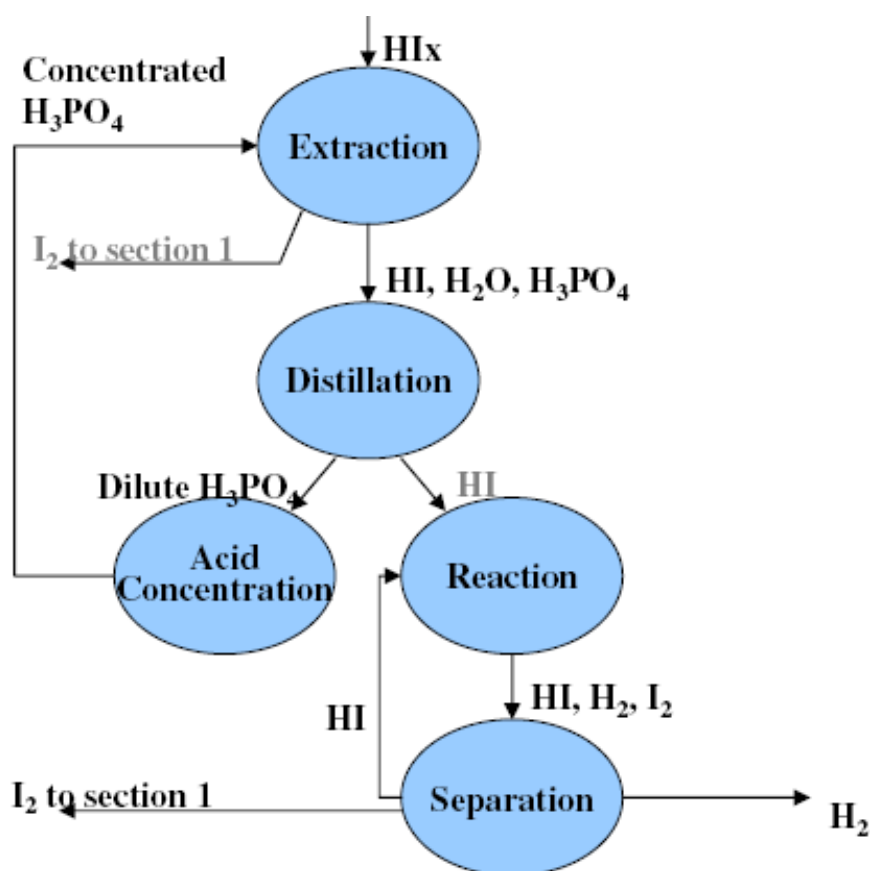 HIx
Concentrated
H₃PO₄
Extraction
I₂ to section 1
HI, H₂O, H₃PO₄
Distillation
Dilute H₃PO₄
HI
Acid
Concentration
Reaction
HI, H₂, I₂
HI
I₂ to section 1
Separation
H₂